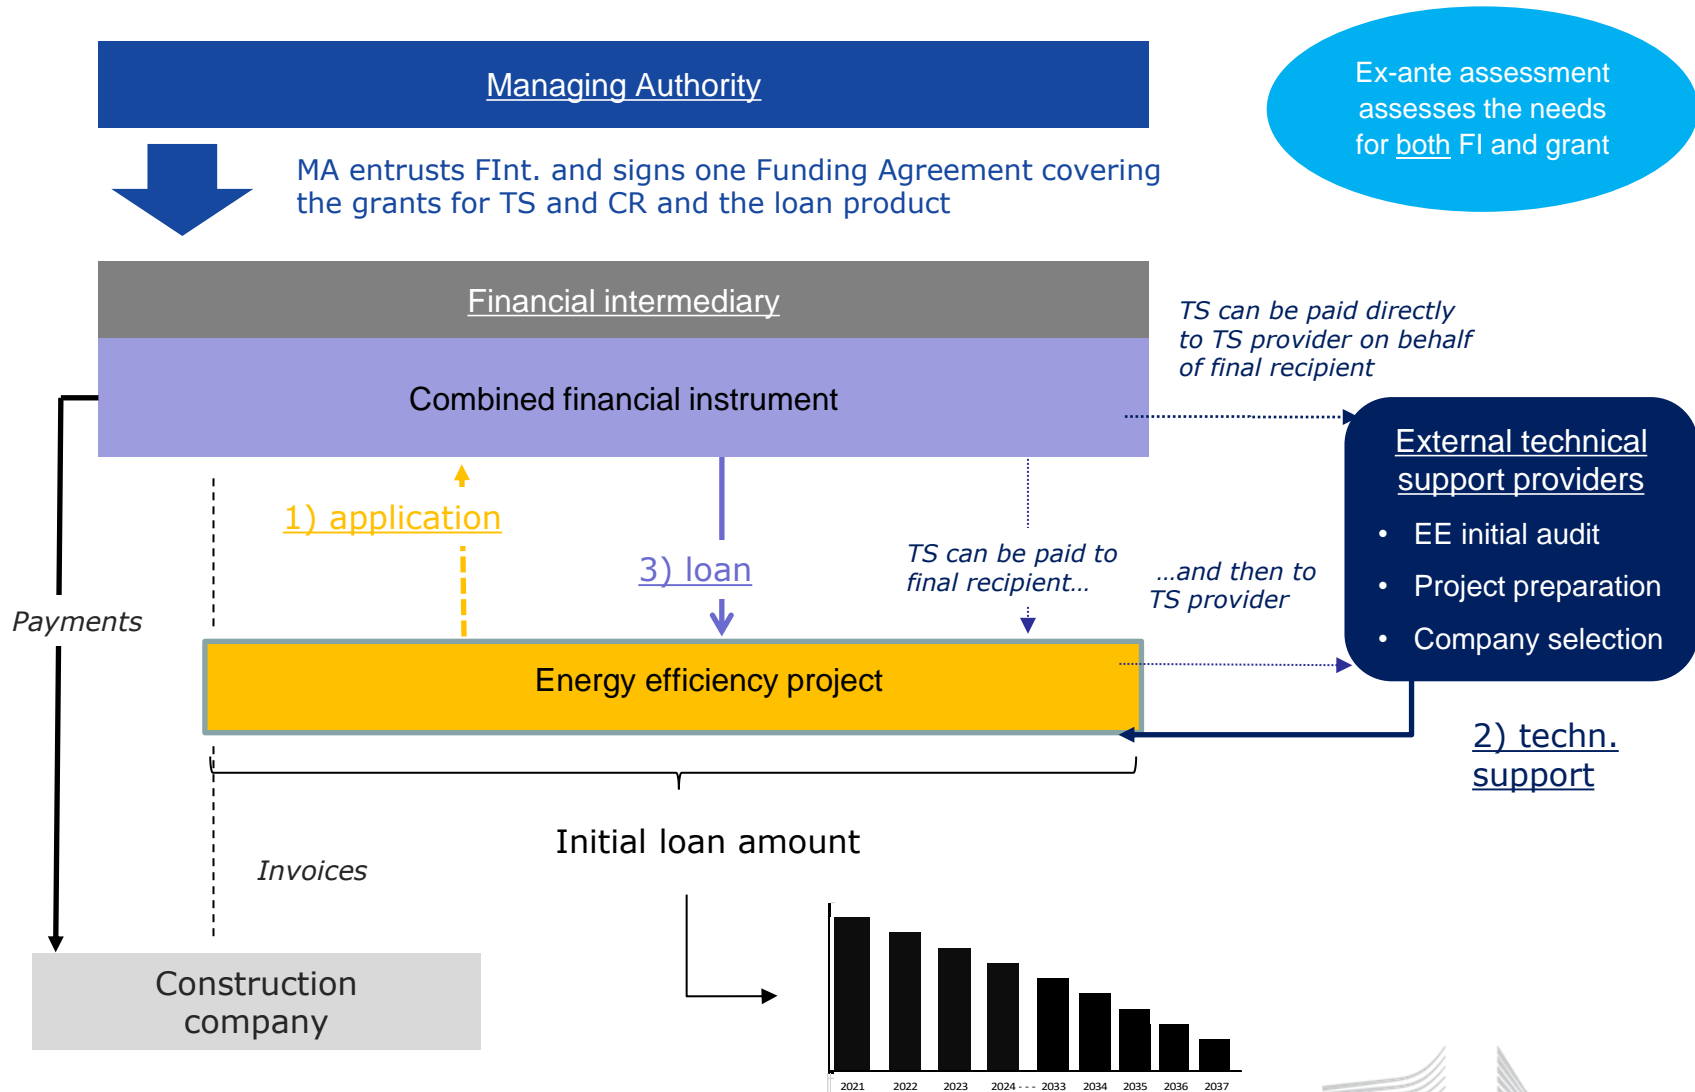 Managing Authority
Ex-ante assessment
assesses the needs
for both FI and grant
MA entrusts FInt. and signs one Funding Agreement covering
the grants for TS and CR and the loan product
Financial intermediary
Combined financial instrument
TS can be paid directly
to TS provider on behalf
of final recipient
External technical
support providers
• EE initial audit
• Project preparation
• Company selection
1) application
3) loan
TS can be paid to
final recipient...
...and then to
TS provider
Payments
Energy efficiency project
2) techn.
support
Initial loan amount
Invoices
Construction
company
2021 2022 2023 2024 - - - 2033 2034 2035 2036 2037